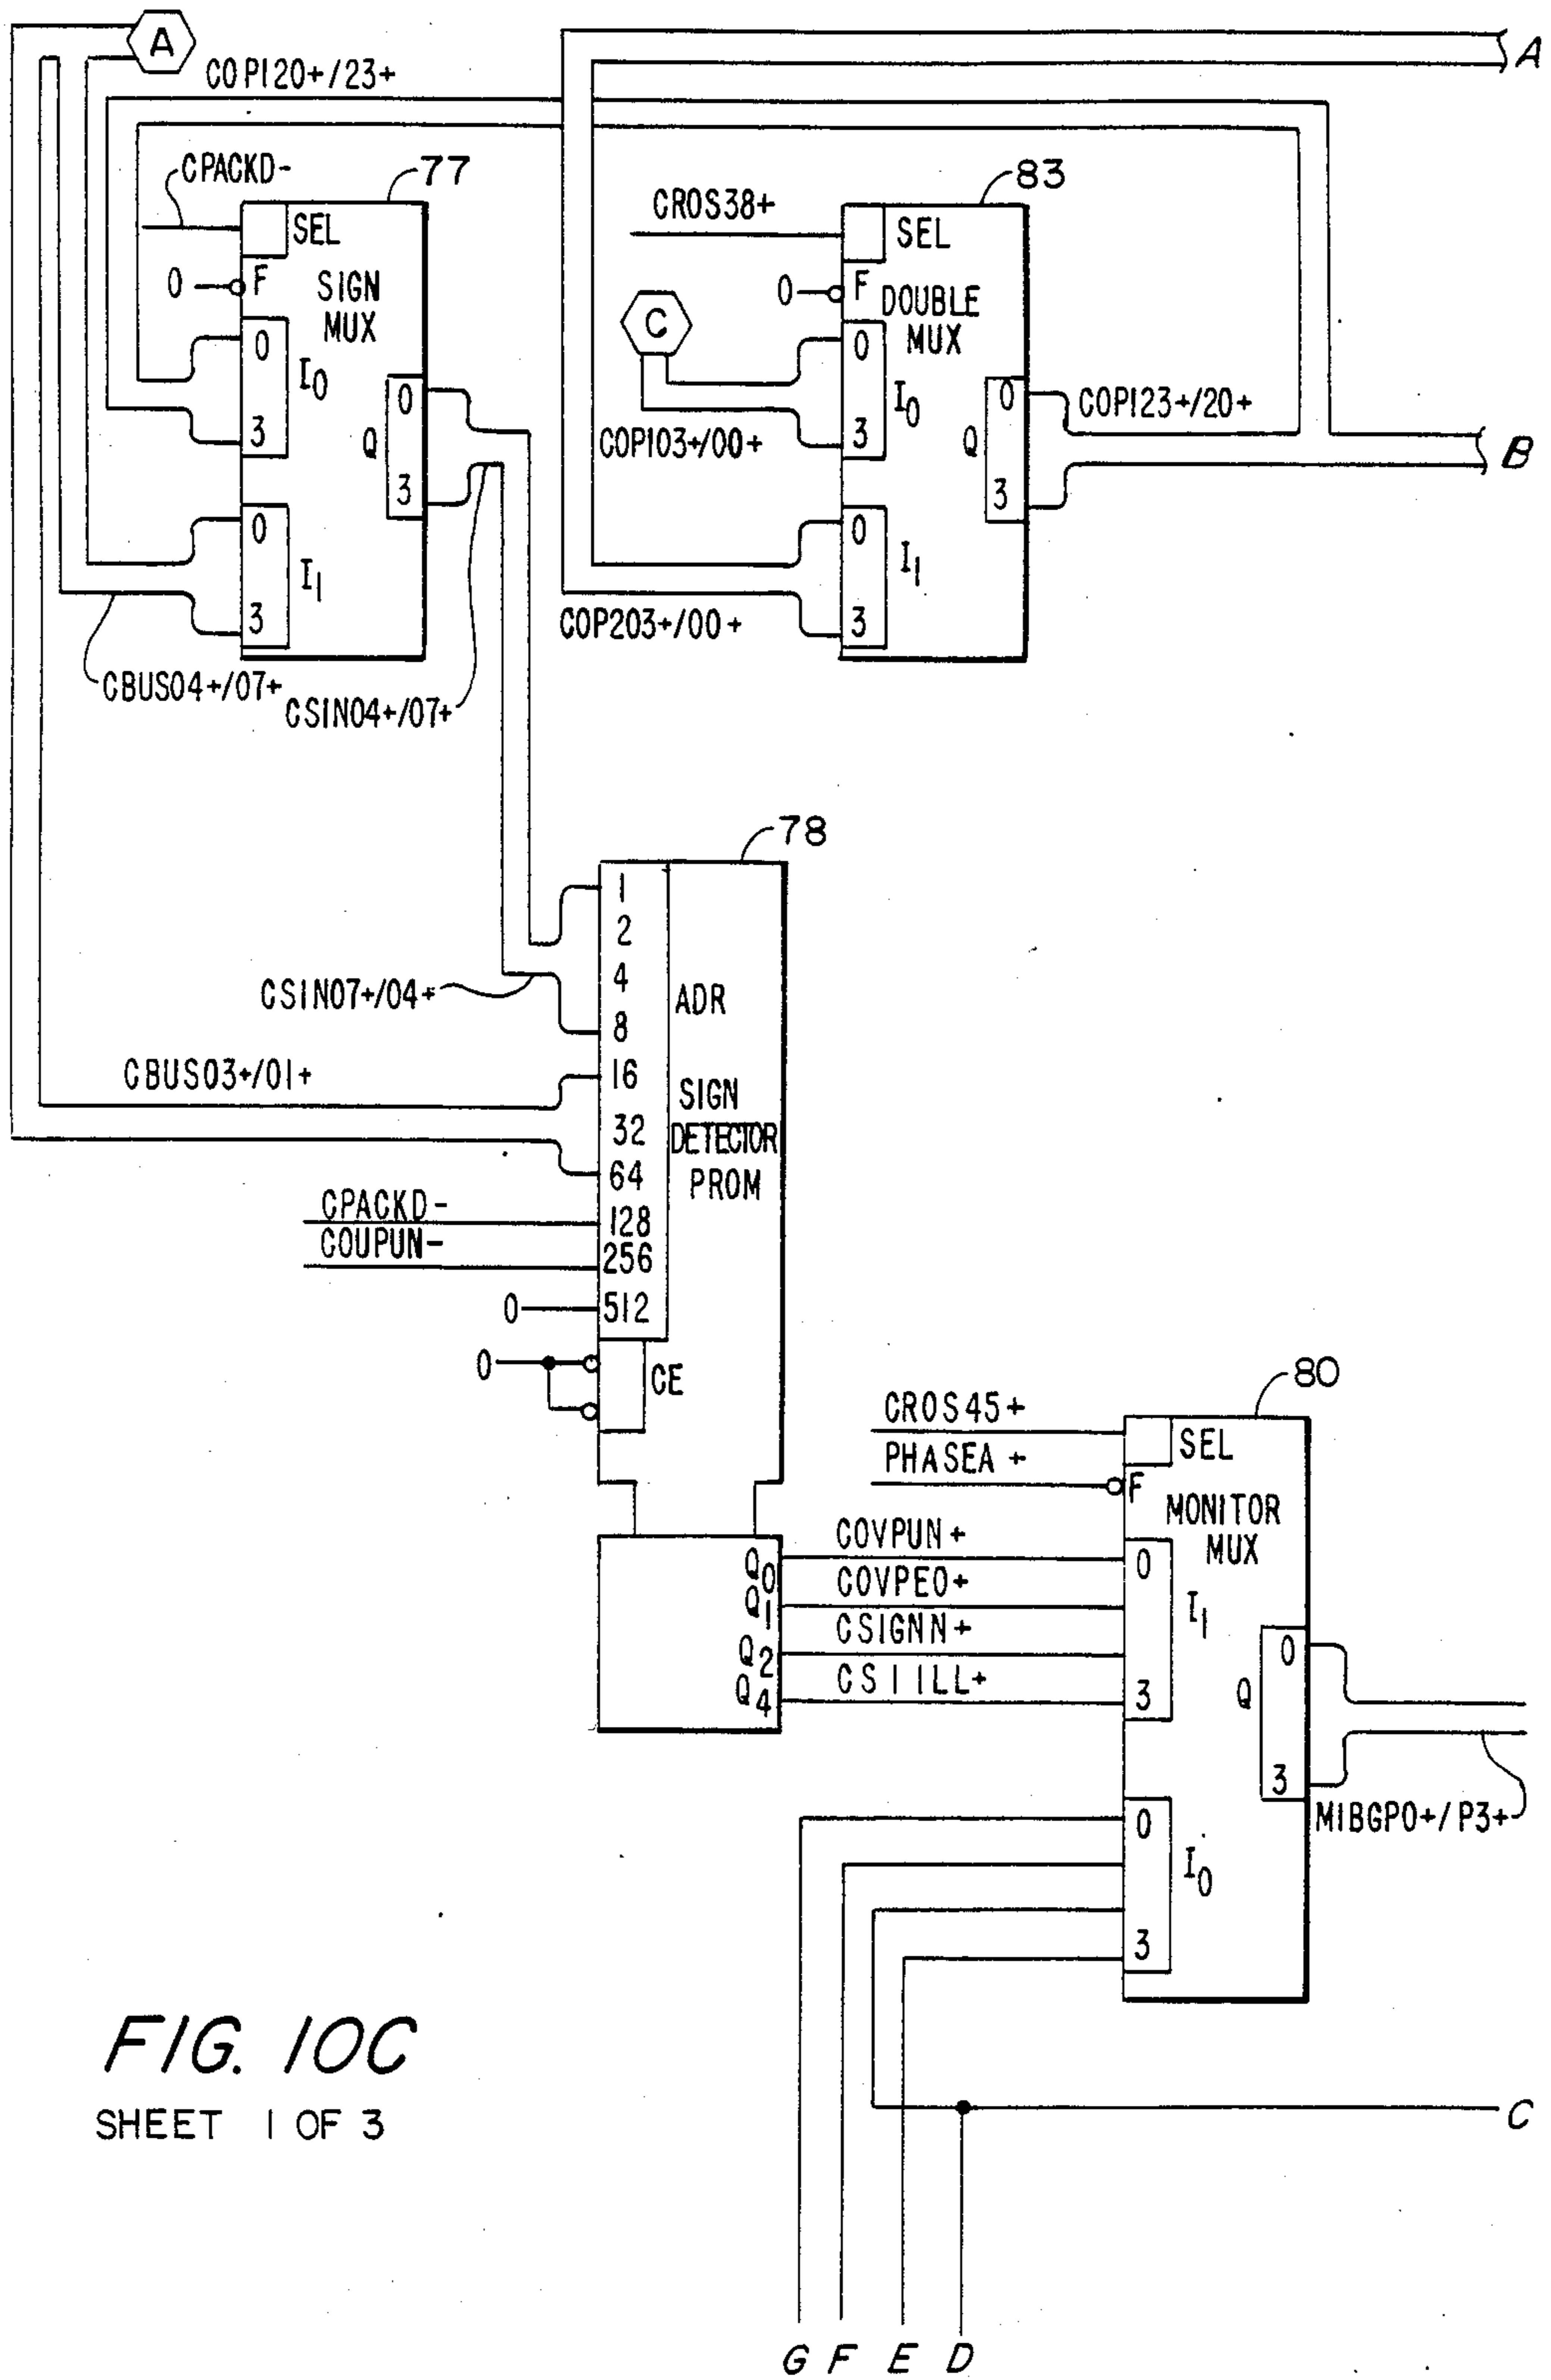 A
A
COP120+/23+
CPACKD-
77
CROS38+
83
SEL
SEL
0
F
SIGN
MUX
0
F
DOUBLE
MUX
C
0
I0
3
0
I0
3
Q
0
3
Q
0
3
COP123+/20+
COP103+/00+
B
0
I1
3
0
I1
3
COP203+/00+
CBUS04+/07+
CSIN04+/07+
78
1
2
4
8
16
32
64
128
256
512
ADR
CSIN07+/04+
CBUS03+/01+
SIGN
DETECTOR
PROM
CPACKD-
COUPUN-
0
0
CE
80
CROS45+
SEL
PHASEA+
F
MONITOR
MUX
COVPUN+
Q0
0
COVPEO+
Q1
I1
CSIGNN+
Q2
CSIILL+
Q4
3
Q
0
3
MIBGP0+/P3+
0
I0
3
FIG. 10C
SHEET 1 OF 3
C
G F E D